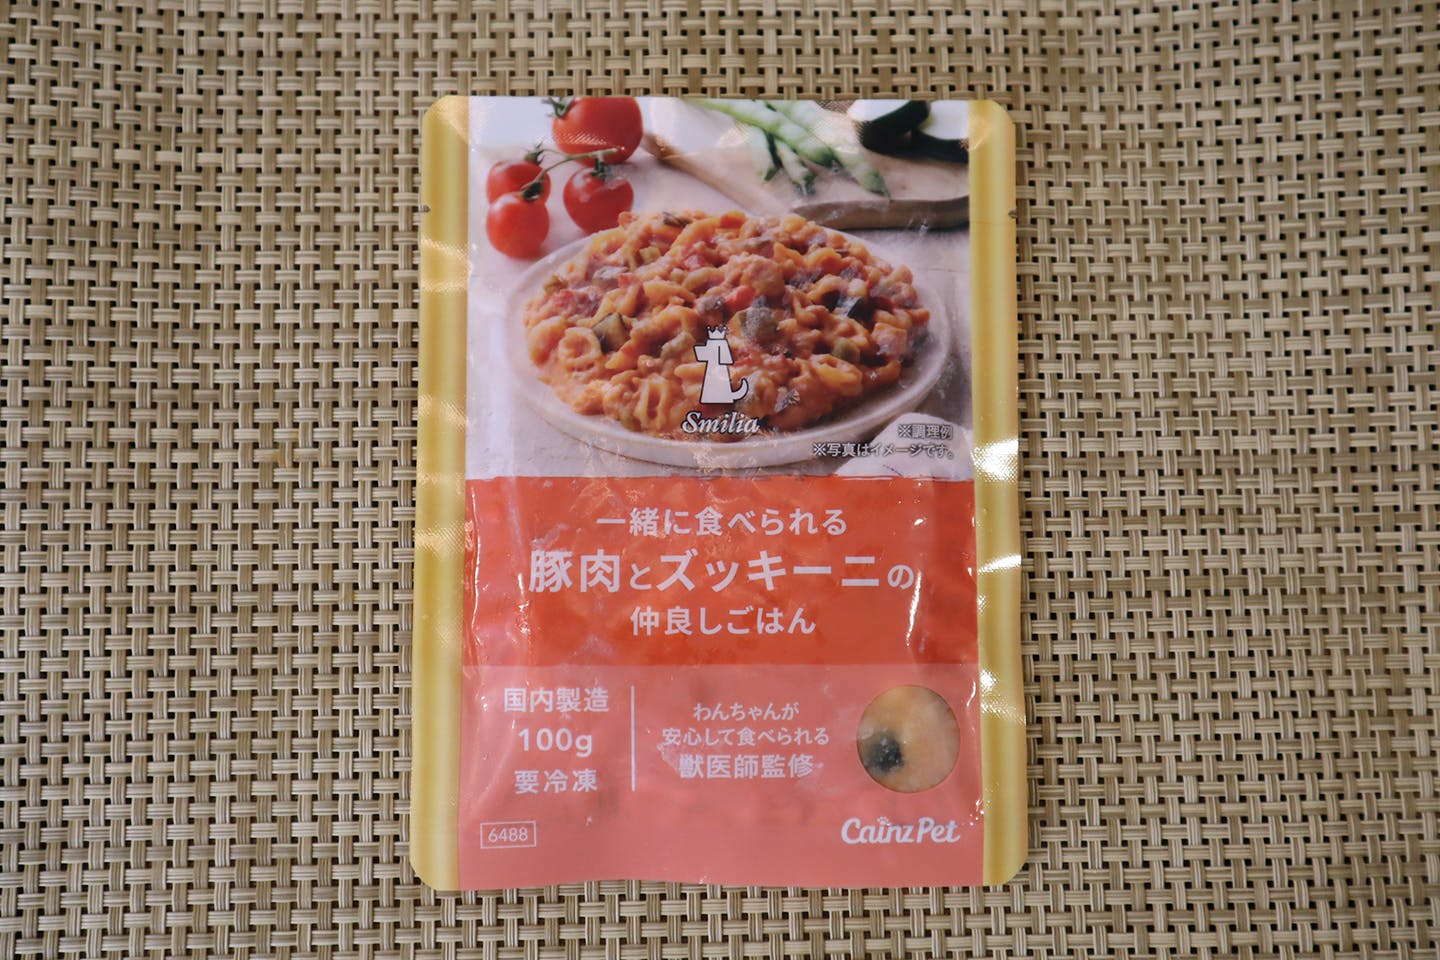 Smilia
※調理例
※写真はイメージです。
一緒に食べられる
豚肉とズッキーニの
仲良しごはん
国内製造
100g
要冷凍
わんちゃんが
安心して食べられる
獣医師監修
6488
CainzPet